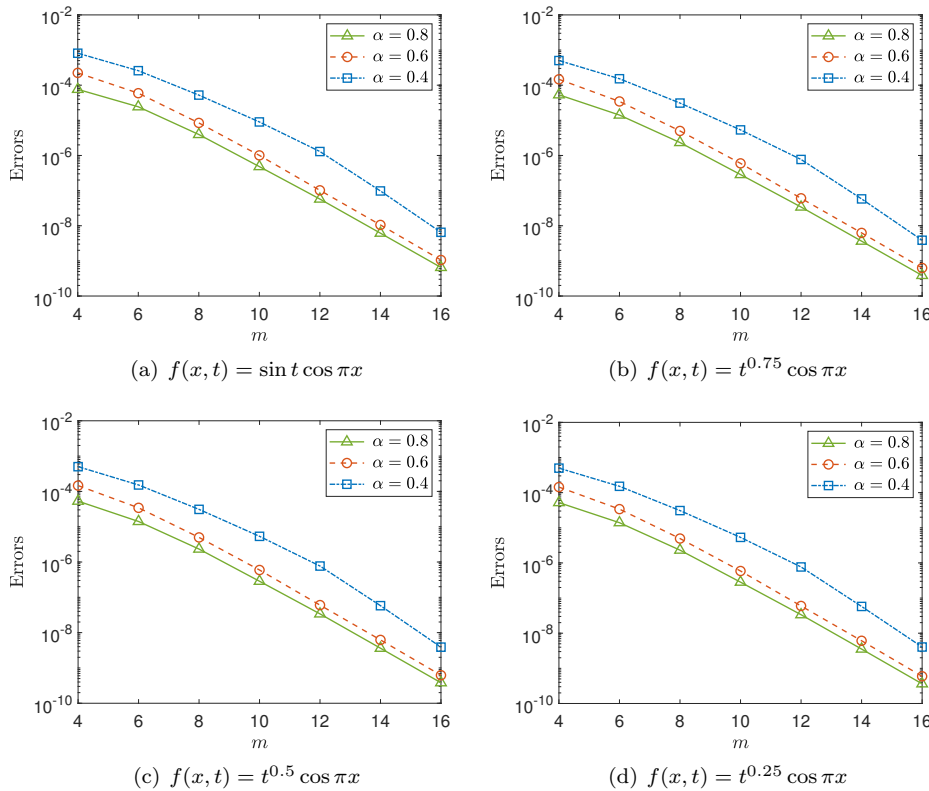 10^-2
10^-4
10^-6
10^-8
10^-10
Errors
α = 0.8
α = 0.6
α = 0.4
4 6 8 10 12 14 16
m
(a) f(x, t) = sin t cos πx
10^-2
10^-4
10^-6
10^-8
10^-10
Errors
α = 0.8
α = 0.6
α = 0.4
4 6 8 10 12 14 16
m
(b) f(x, t) = t^0.75 cos πx
10^-2
10^-4
10^-6
10^-8
10^-10
Errors
α = 0.8
α = 0.6
α = 0.4
4 6 8 10 12 14 16
m
(c) f(x, t) = t^0.5 cos πx
10^-2
10^-4
10^-6
10^-8
10^-10
Errors
α = 0.8
α = 0.6
α = 0.4
4 6 8 10 12 14 16
m
(d) f(x, t) = t^0.25 cos πx